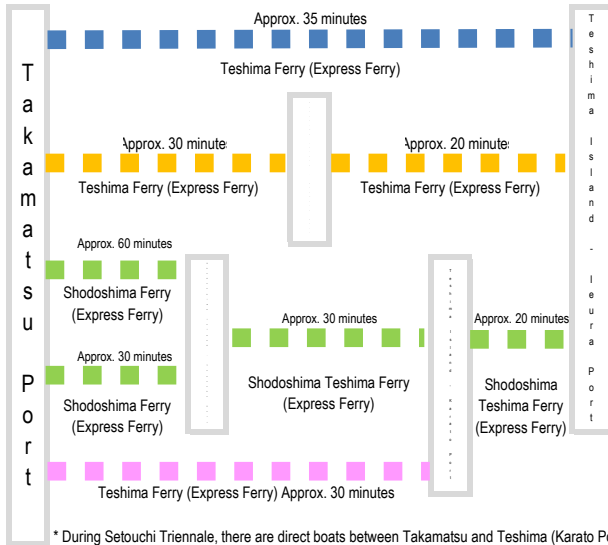 Approx. 35 minutes
Takamatsu Port
Teshima Island - Ieura Port
Teshima Ferry (Express Ferry)
Approx. 30 minutes
Approx. 20 minutes
Teshima Ferry (Express Ferry)
Teshima Ferry (Express Ferry)
Approx. 60 minutes
Shodoshima Ferry
(Express Ferry)
Approx. 30 minutes
Approx. 20 minutes
Approx. 30 minutes
Shodoshima Teshima Ferry
(Express Ferry)
Shodoshima
Teshima Ferry
(Express Ferry)
Shodoshima Ferry
(Express Ferry)
Teshima Ferry (Express Ferry) Approx. 30 minutes
* During Setouchi Triennale, there are direct boats between Takamatsu and Teshima (Karato